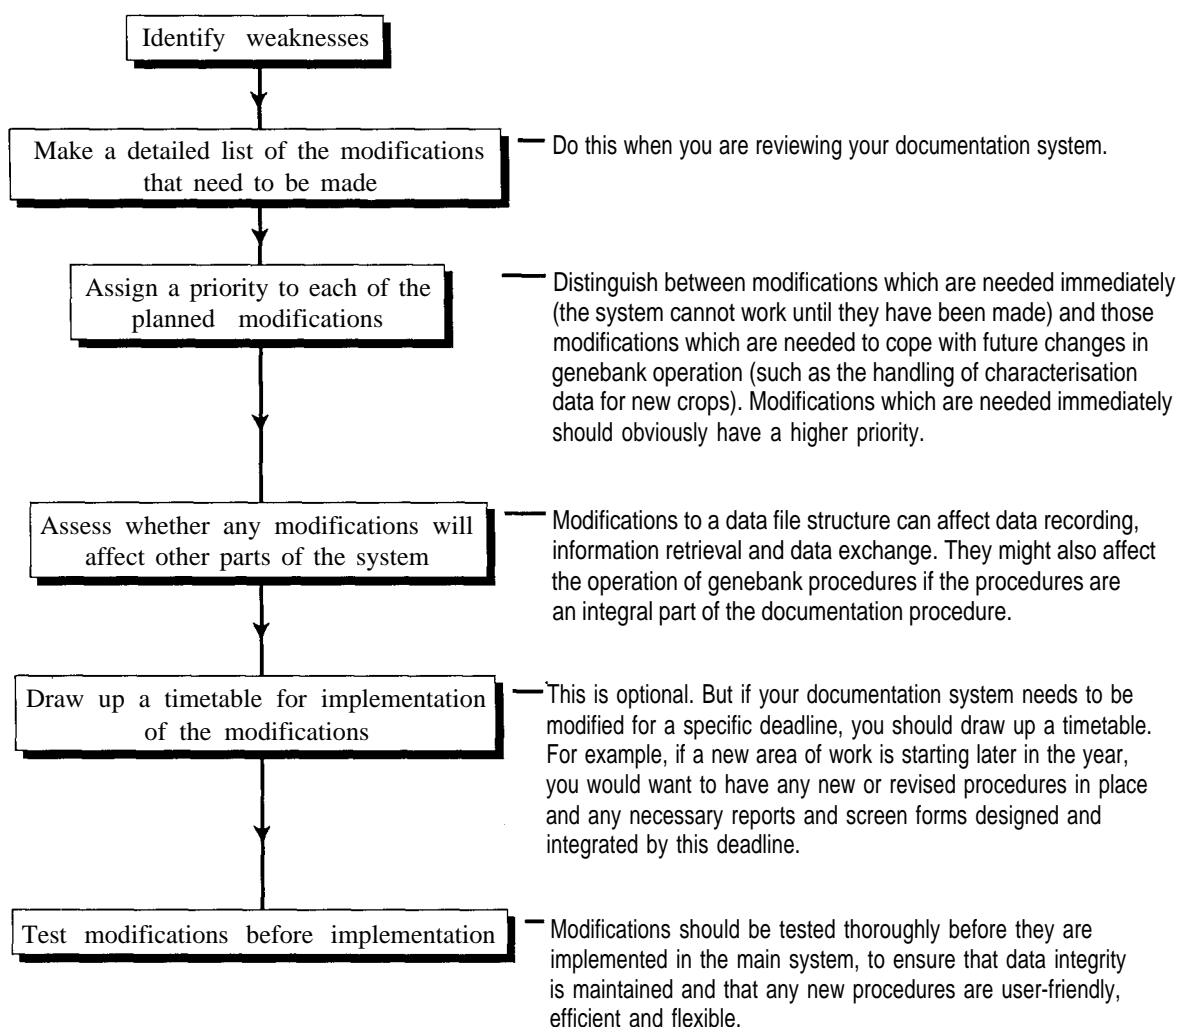 Identify weaknesses
Make a detailed list of the modifications
that need to be made
Do this when you are reviewing your documentation system.
Assign a priority to each of the
planned modifications
Distinguish between modifications which are needed immediately
(the system cannot work until they have been made) and those
modifications which are needed to cope with future changes in
genebank operation (such as the handling of characterisation
data for new crops). Modifications which are needed immediately
should obviously have a higher priority.
Assess whether any modifications will
affect other parts of the system
Modifications to a data file structure can affect data recording,
information retrieval and data exchange. They might also affect
the operation of genebank procedures if the procedures are
an integral part of the documentation procedure.
Draw up a timetable for implementation
of the modifications
This is optional. But if your documentation system needs to be
modified for a specific deadline, you should draw up a timetable.
For example, if a new area of work is starting later in the year,
you would want to have any new or revised procedures in place
and any necessary reports and screen forms designed and
integrated by this deadline.
Test modifications before implementation
Modifications should be tested thoroughly before they are
implemented in the main system, to ensure that data integrity
is maintained and that any new procedures are user-friendly,
efficient and flexible.